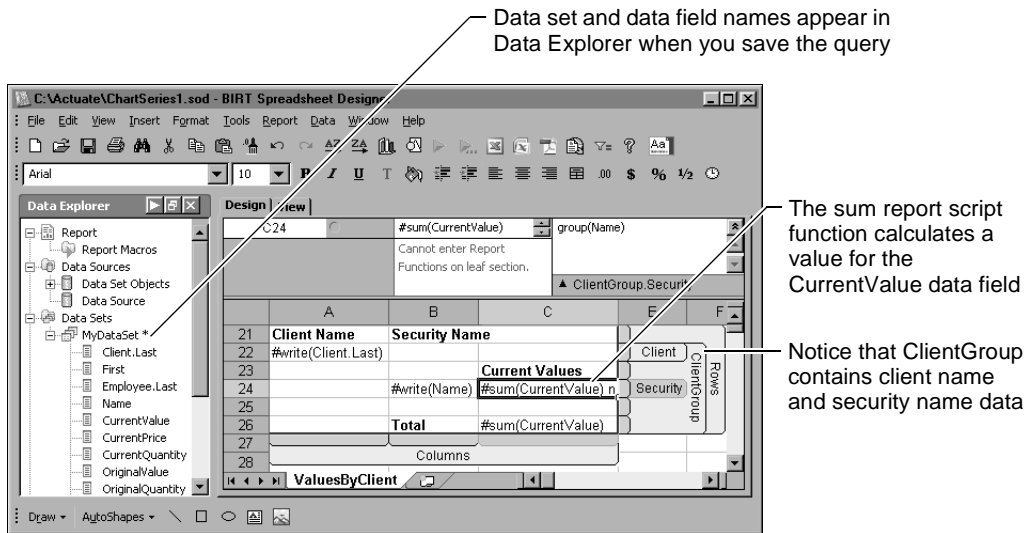 Data set and data field names appear in
Data Explorer when you save the query
C:\Actuate\ChartSeries1.sod - BIRT Spreadsheet Designer
File Edit View Insert Format Tools Report Data Window Help
Arial 10 B I U T .00 $ % ½
Data Explorer
Design View
C24 #sum(CurrentValue) group(Name)
Cannot enter Report
Functions on leaf section.
ClientGroup.Security
Report
Report Macros
Data Sources
Data Set Objects
Data Source
Data Sets
MyDataSet *
Client.Last
First
Employee.Last
Name
CurrentValue
CurrentPrice
CurrentQuantity
OriginalValue
OriginalQuantity
A B C E F
21 Client Name Security Name
22 #write(Client.Last) Client
23 Current Values
24 #write(Name) #sum(CurrentValue) n Security
25
26 Total #sum(CurrentValue)
27
28
Columns
ClientGroup
Rows
ValuesByClient
Draw AutoShapes
The sum report script
function calculates a
value for the
CurrentValue data field
Notice that ClientGroup
contains client name
and security name data